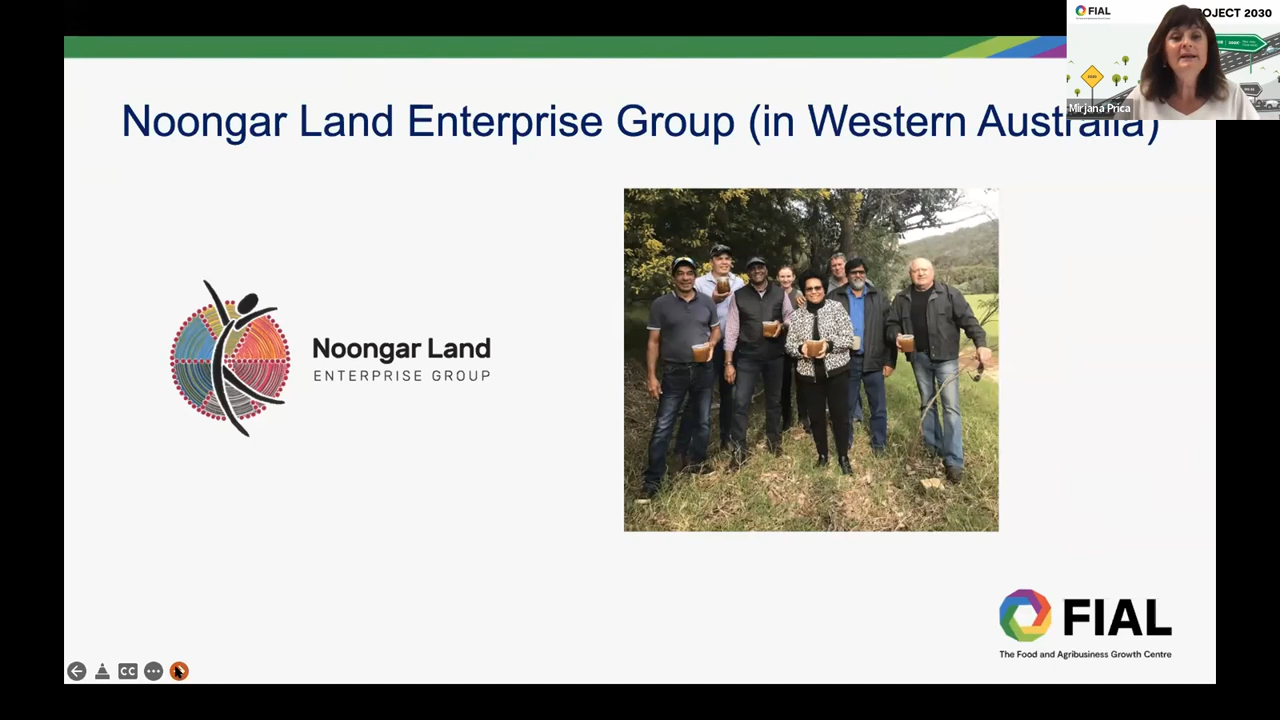 FIAL
OJECT 2030
2030
Mirjana Prica
Noongar Land Enterprise Group (in Western Australia)
Noongar Land
ENTERPRISE GROUP
FIAL
The Food and Agribusiness Growth Centre
CC